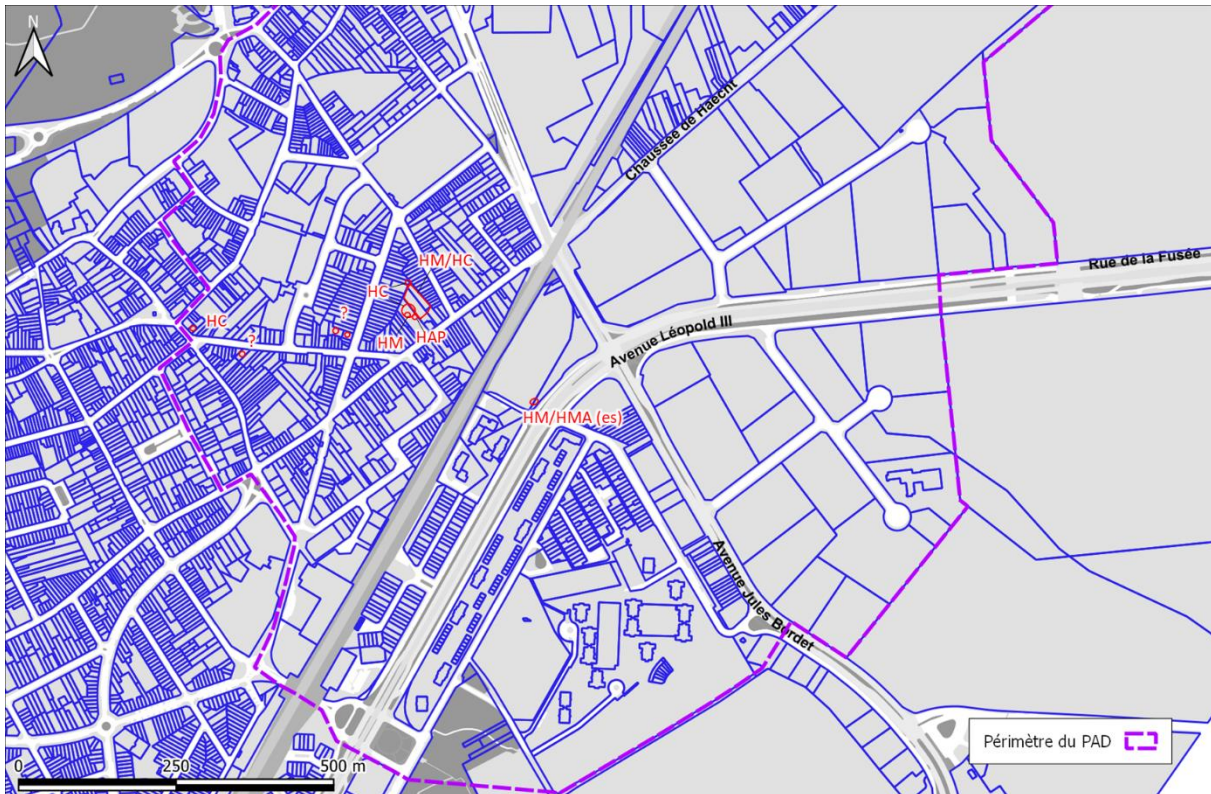 N
Chaussée de Haecht
HM/HC
HC
Rue de la Fusée
HC
?
?
HM
HAP
Avenue Léopold III
HM/HMA (es)
Avenue Jules Bordet
Périmètre du PAD
0 250 500 m